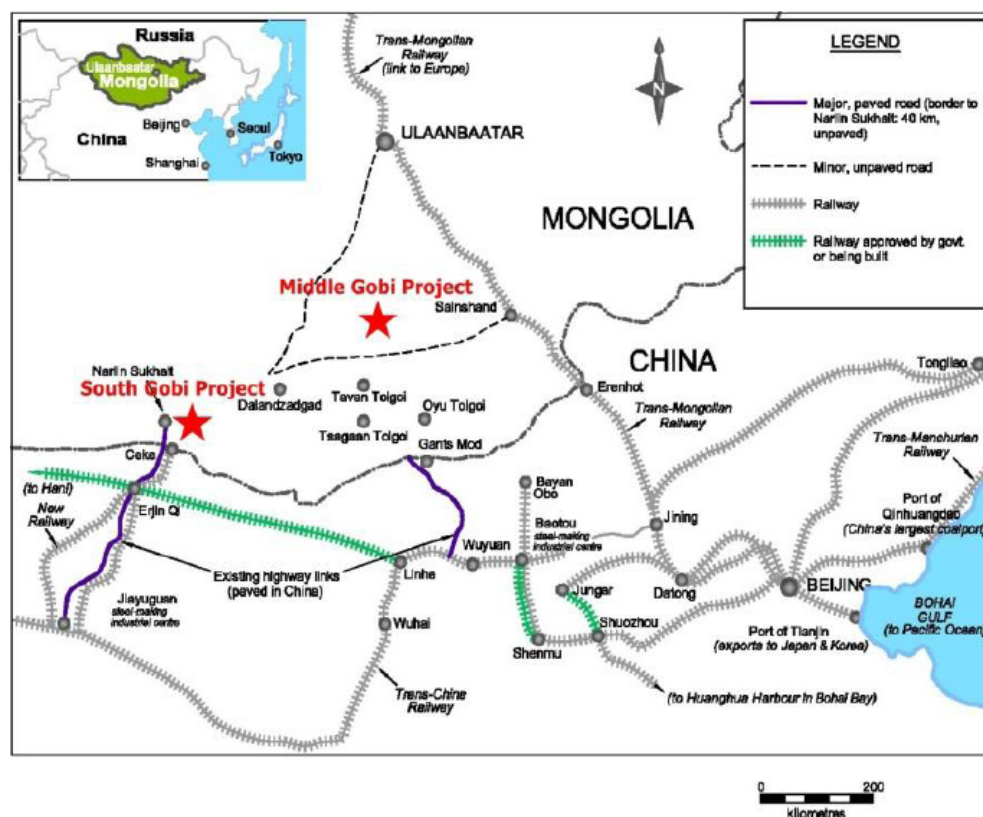 Russia
Ulaanbaatar
Mongolia
Beijing
Seoul
China
Tokyo
Shanghai
Trans-Mongolian
Railway
(link to Europe)
N
ULAANBAATAR
LEGEND
Major, paved road (border to
Nariin Sukhait: 40 km,
unpaved)
Minor, unpaved road
Railway
Railway approved by govt.
or being built
MONGOLIA
Middle Gobi Project
Sainshand
CHINA
Nariin Sukhait
South Gobi Project
Dalandzadgad
Tavan Tolgoi
Oyu Tolgoi
Tsagaan Tolgoi
Gants Mod
Erenhot
Tongliao
Trans-Mongolian
Railway
Trans-Manchurian
Railway
Ceke
(to Hani)
New
Railway
Erjin Qi
Bayan
Obo
Baotou
steel-making
industrial centre
Jining
Port of
Qinhuangdao
(China's largest coalport)
Existing highway links
(paved in China)
Linhe
Wuyuan
Jungar
Datong
BEIJING
Jiayuguan
steel-making
industrial centre
Wuhai
Shenmu
Shuozhou
Port of Tianjin
(exports to Japan & Korea)
BOHAI
GULF
(to Pacific Ocean)
Trans-China
Railway
(to Huanghua Harbour in Bohai Bay)
0 200
kilometres